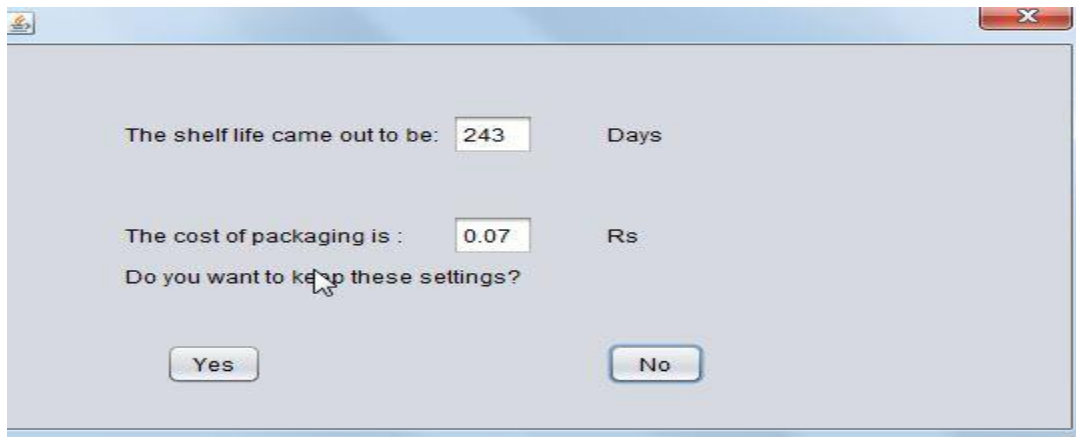 The shelf life came out to be: 243 Days
The cost of packaging is : 0.07 Rs
Do you want to keep these settings?
Yes No